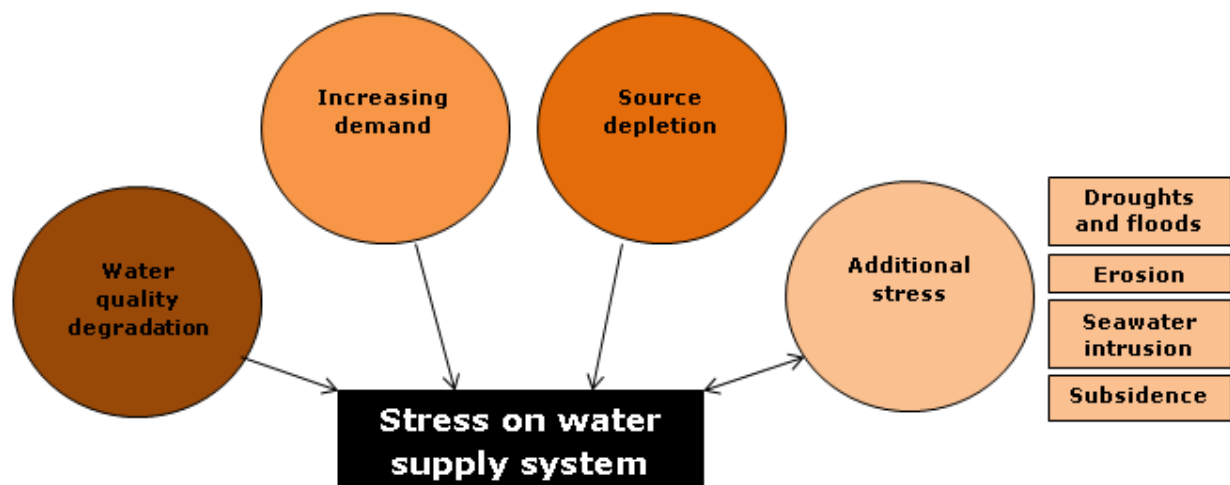 Increasing
demand
Source
depletion
Water
quality
degradation
Additional
stress
Droughts
and floods
Erosion
Seawater
intrusion
Subsidence
Stress on water
supply system